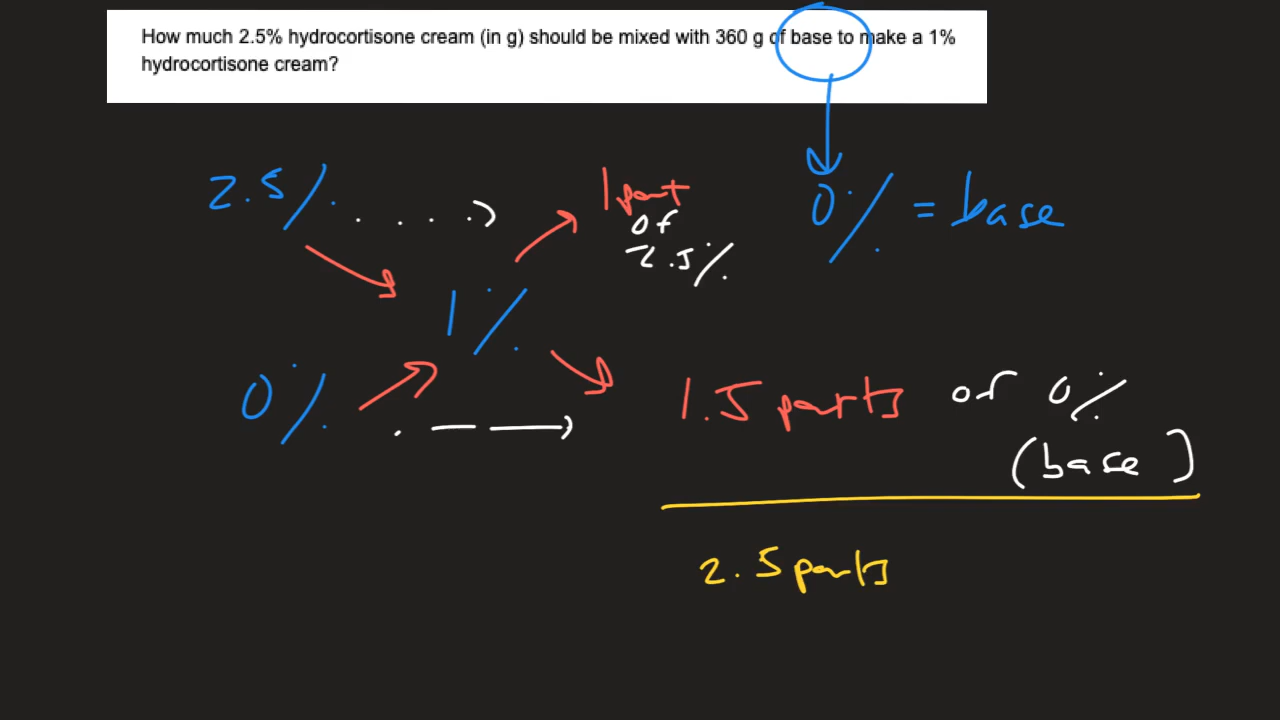 How much 2.5% hydrocortisone cream (in g) should be mixed with 360 g of base to make a 1%
hydrocortisone cream?
2.5%
1 part
of
2.5%
0% = base
1%
0%
1.5 parts of 0%
(base)
2.5 parts